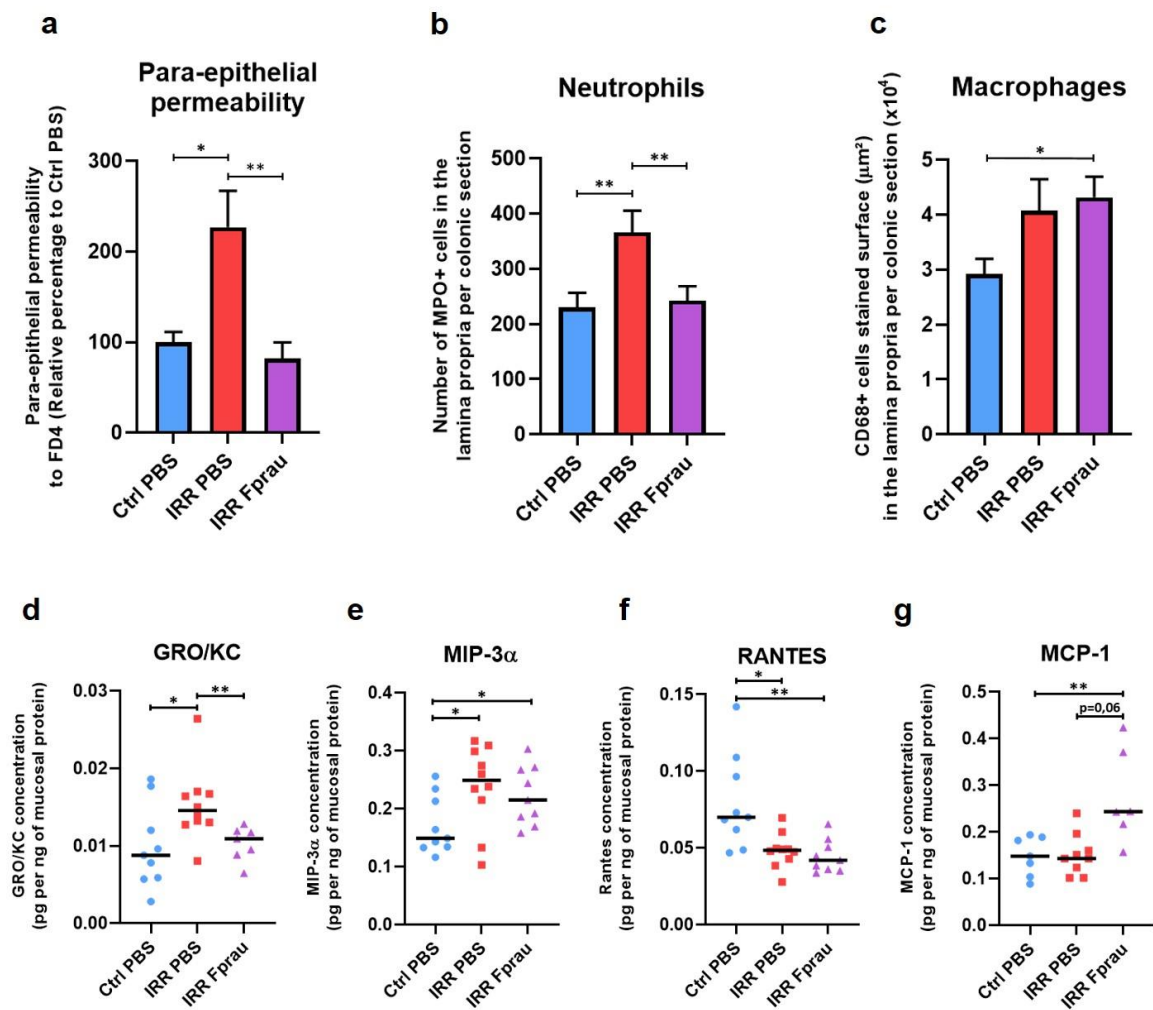 a
Para-epithelial
permeability
Para-epithelial permeability
to FD4 (Relative percentage to Ctrl PBS)
300
200
100
0
*
**
Ctrl PBS
IRR PBS
IRR Fprau
b
Neutrophils
Number of MPO+ cells in the
lamina propria per colonic section
500
400
300
200
100
0
**
**
Ctrl PBS
IRR PBS
IRR Fprau
c
Macrophages
CD68+ cells stained surface (µm²)
in the lamina propria per colonic section (x10⁴)
5
4
3
2
1
0
*
Ctrl PBS
IRR PBS
IRR Fprau
d
GRO/KC
GRO/KC concentration
(pg per ng of mucosal protein)
0.03
0.02
0.01
0.00
*
**
Ctrl PBS
IRR PBS
IRR Fprau
e
MIP-3α
MIP-3α concentration
(pg per ng of mucosal protein)
0.4
0.3
0.2
0.1
0.0
*
*
Ctrl PBS
IRR PBS
IRR Fprau
f
RANTES
Rantes concentration
(pg per ng of mucosal protein)
0.15
0.10
0.05
0.00
*
**
Ctrl PBS
IRR PBS
IRR Fprau
g
MCP-1
MCP-1 concentration
(pg per ng of mucosal protein)
0.5
0.4
0.3
0.2
0.1
0.0
**
p=0,06
Ctrl PBS
IRR PBS
IRR Fprau